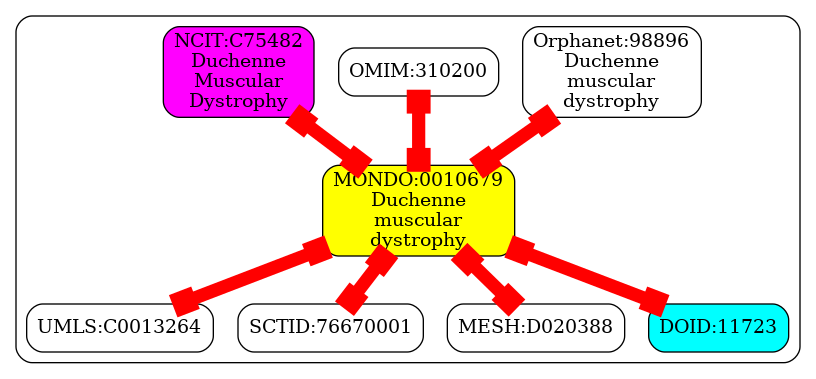 NCIT:C75482
Duchenne
Muscular
Dystrophy
OMIM:310200
Orphanet:98896
Duchenne
muscular
dystrophy
MONDO:0010679
Duchenne
muscular
dystrophy
UMLS:C0013264
SCTID:76670001
MESH:D020388
DOID:11723